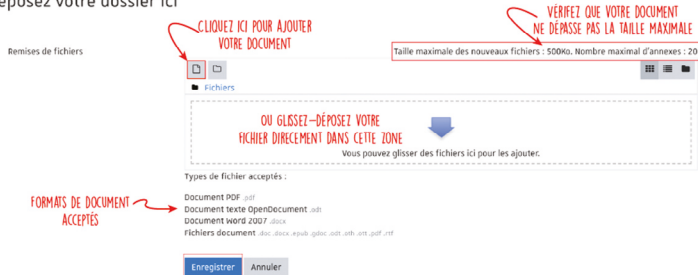 éposez votre dossier ici
CLIQUEZ ICI POUR AJOUTER
VOTRE DOCUMENT
VÉRIFEZ QUE VOTRE DOCUMENT
NE DÉPASSE PAS LA TAILLE MAXIMALE
Remises de fichiers
Taille maximale des nouveaux fichiers : 500Ko. Nombre maximal d'annexes : 20
Fichiers
OU GLISSEZ-DÉPOSEZ VOTRE
FICHIER DIRECEMENT DANS CETTE ZONE
Vous pouvez glisser des fichiers ici pour les ajouter.
Types de fichier acceptés :
Document PDF .pdf
FORMATS DE DOCUMENT
ACCEPTÉS
Document texte OpenDocument .odt
Document Word 2007 .docx
Fichiers document .doc .docx .epub .gdoc .odt .oth .ott .pdf .rtf
Enregistrer Annuler